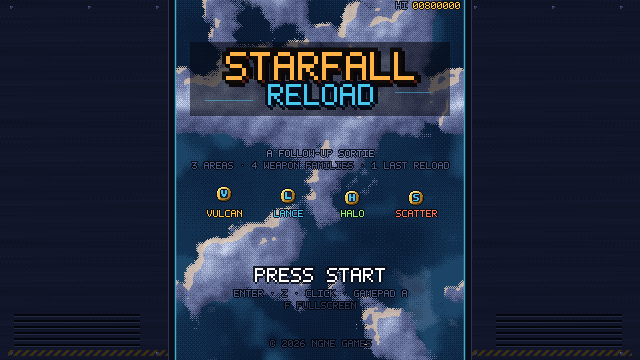 HI 00800000
STARFALL
RELOAD
A FOLLOW-UP SORTIE
3 AREAS · 4 WEAPON FAMILIES · 1 LAST RELOAD
V L H S
VULCAN LANCE HALO SCATTER
PRESS START
ENTER · Z · CLICK · GAMEPAD A
F FULLSCREEN
© 2026 NGNE GAMES